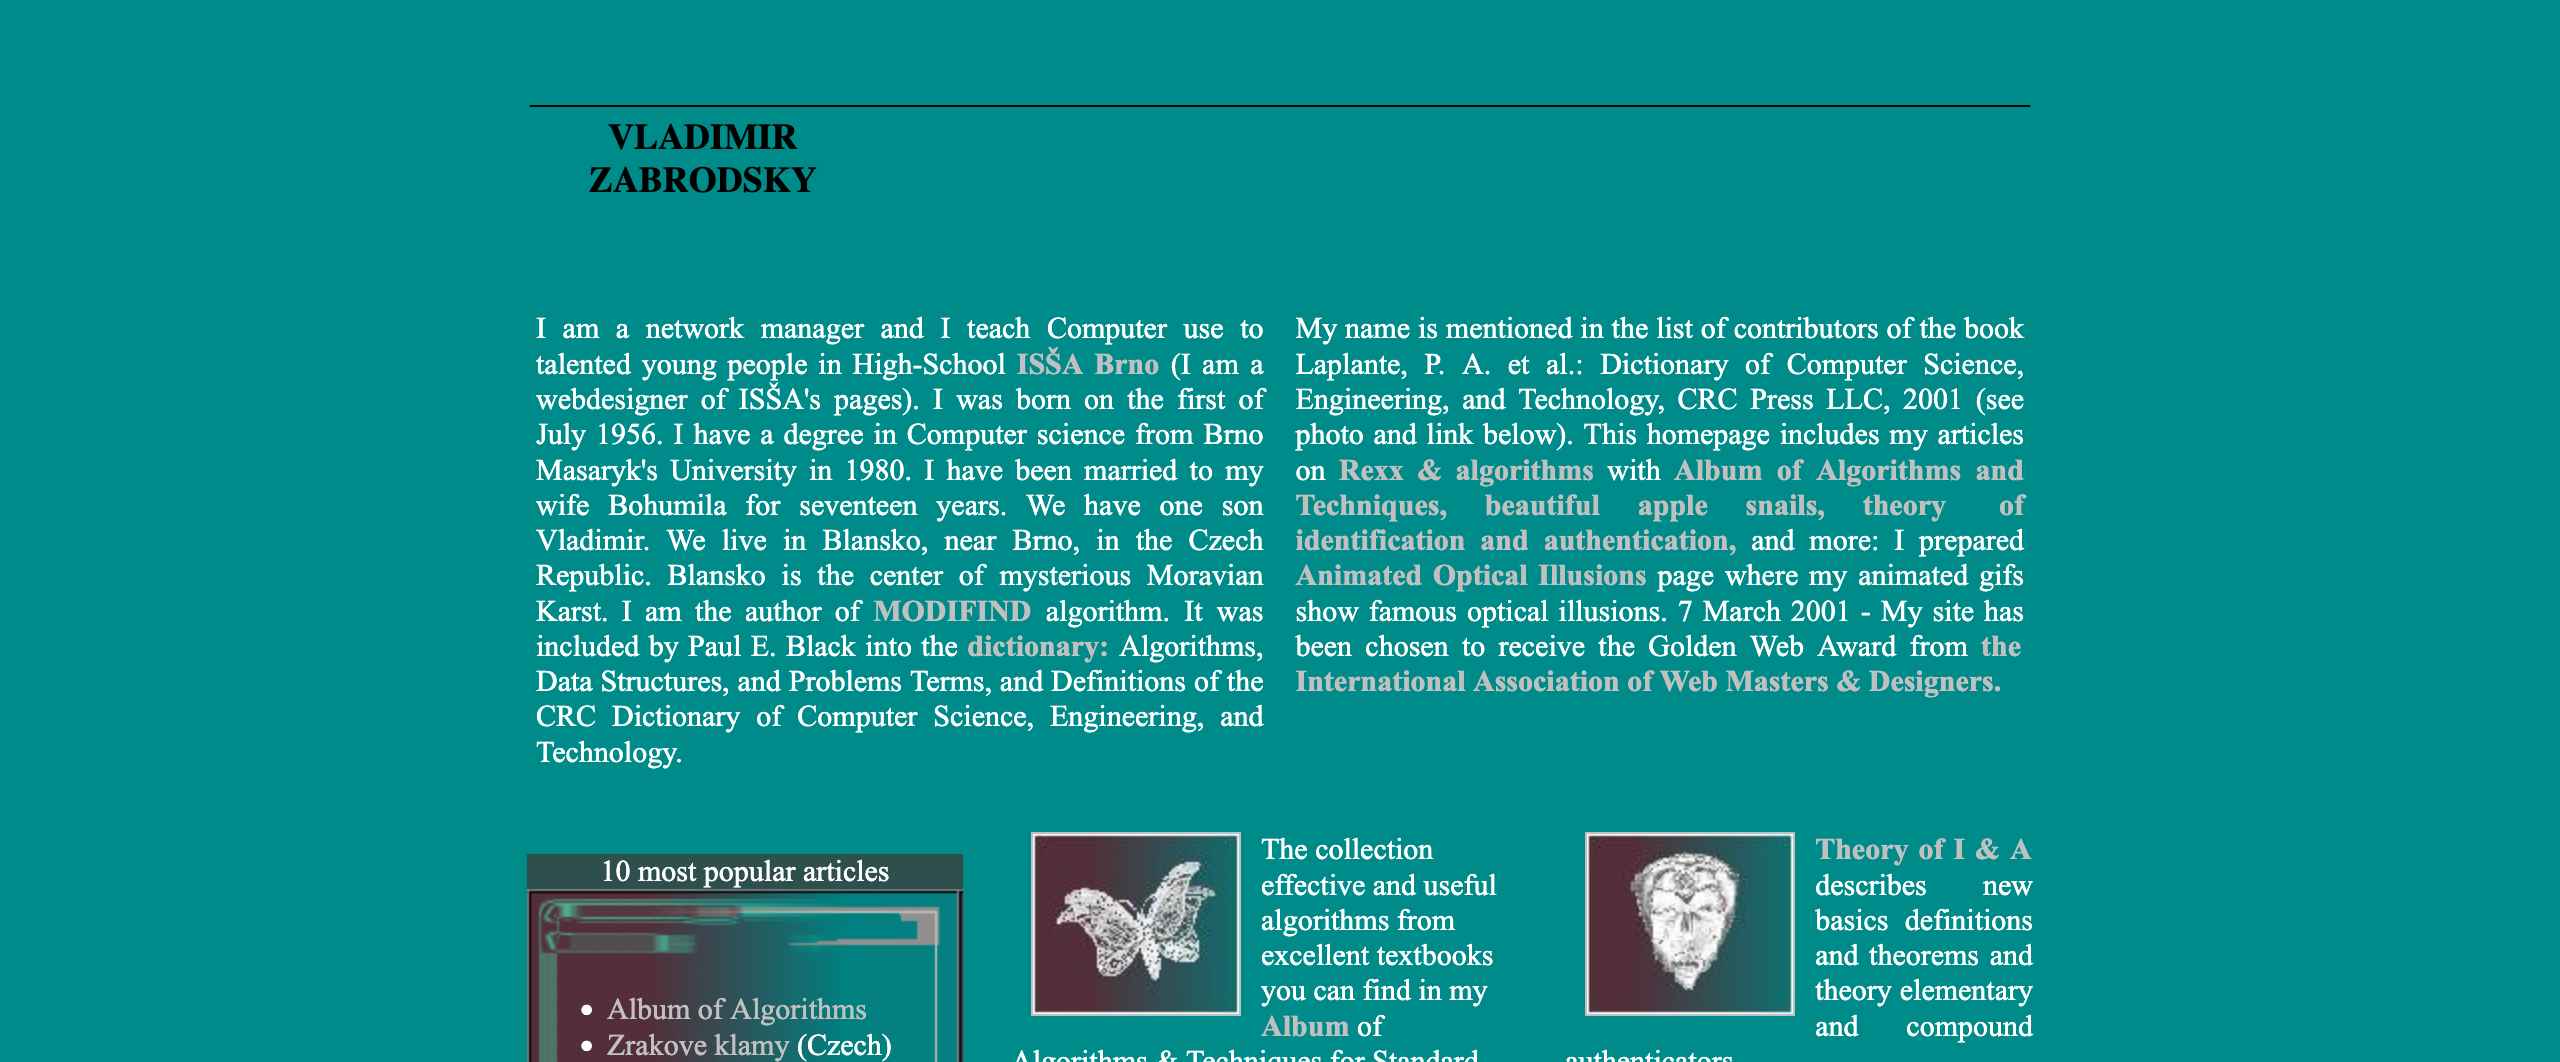 VLADIMIR
ZABRODSKY
I am a network manager and I teach Computer use to
talented young people in High-School ISŠA Brno (I am a
webdesigner of ISŠA's pages). I was born on the first of
July 1956. I have a degree in Computer science from Brno
Masaryk's University in 1980. I have been married to my
wife Bohumila for seventeen years. We have one son
Vladimir. We live in Blansko, near Brno, in the Czech
Republic. Blansko is the center of mysterious Moravian
Karst. I am the author of MODIFIND algorithm. It was
included by Paul E. Black into the dictionary: Algorithms,
Data Structures, and Problems Terms, and Definitions of the
CRC Dictionary of Computer Science, Engineering, and
Technology.
My name is mentioned in the list of contributors of the book
Laplante, P. A. et al.: Dictionary of Computer Science,
Engineering, and Technology, CRC Press LLC, 2001 (see
photo and link below). This homepage includes my articles
on Rexx & algorithms with Album of Algorithms and
Techniques, beautiful apple snails, theory of
identification and authentication, and more: I prepared
Animated Optical Illusions page where my animated gifs
show famous optical illusions. 7 March 2001 - My site has
been chosen to receive the Golden Web Award from the
International Association of Web Masters & Designers.
10 most popular articles
• Album of Algorithms
• Zrakove klamy (Czech)
The collection
effective and useful
algorithms from
excellent textbooks
you can find in my
Album of
Algorithms & Techniques for Standard
Theory of I & A
describes new
basics definitions
and theorems and
theory elementary
and compound
authenticators